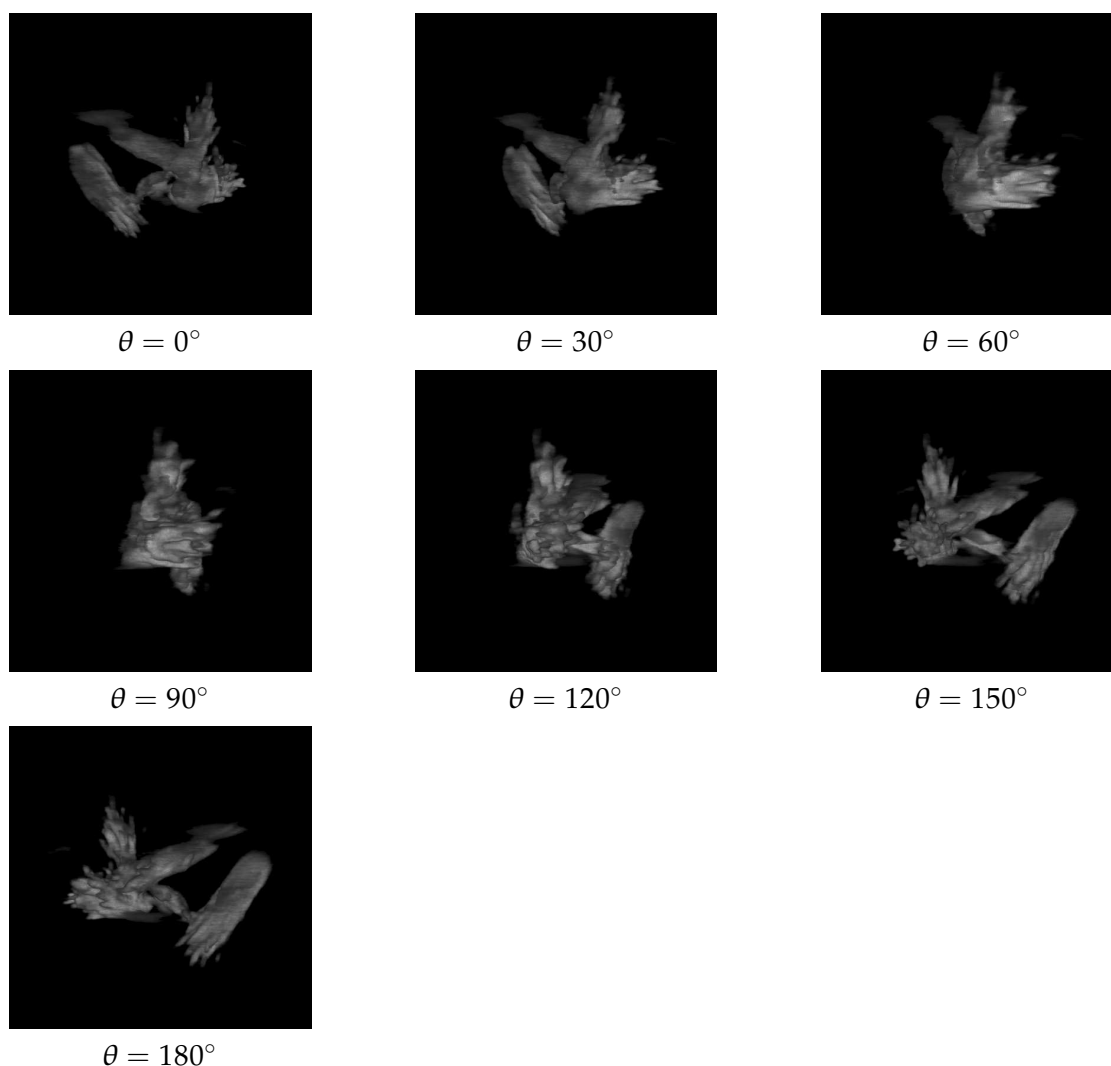 θ = 0°
θ = 30°
θ = 60°
θ = 90°
θ = 120°
θ = 150°
θ = 180°